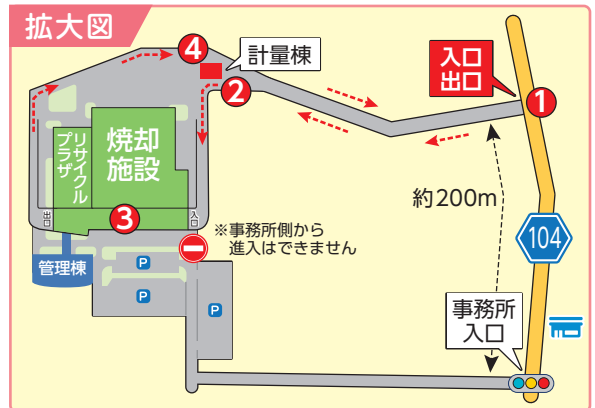 拡大図
4
計量棟
入口
出口
2
1
焼却
施設
リサイクル
プラザ
約200m
出口
3
入口
※事務所側から
進入はできません
104
管理棟
P
P
P
事務所
入口